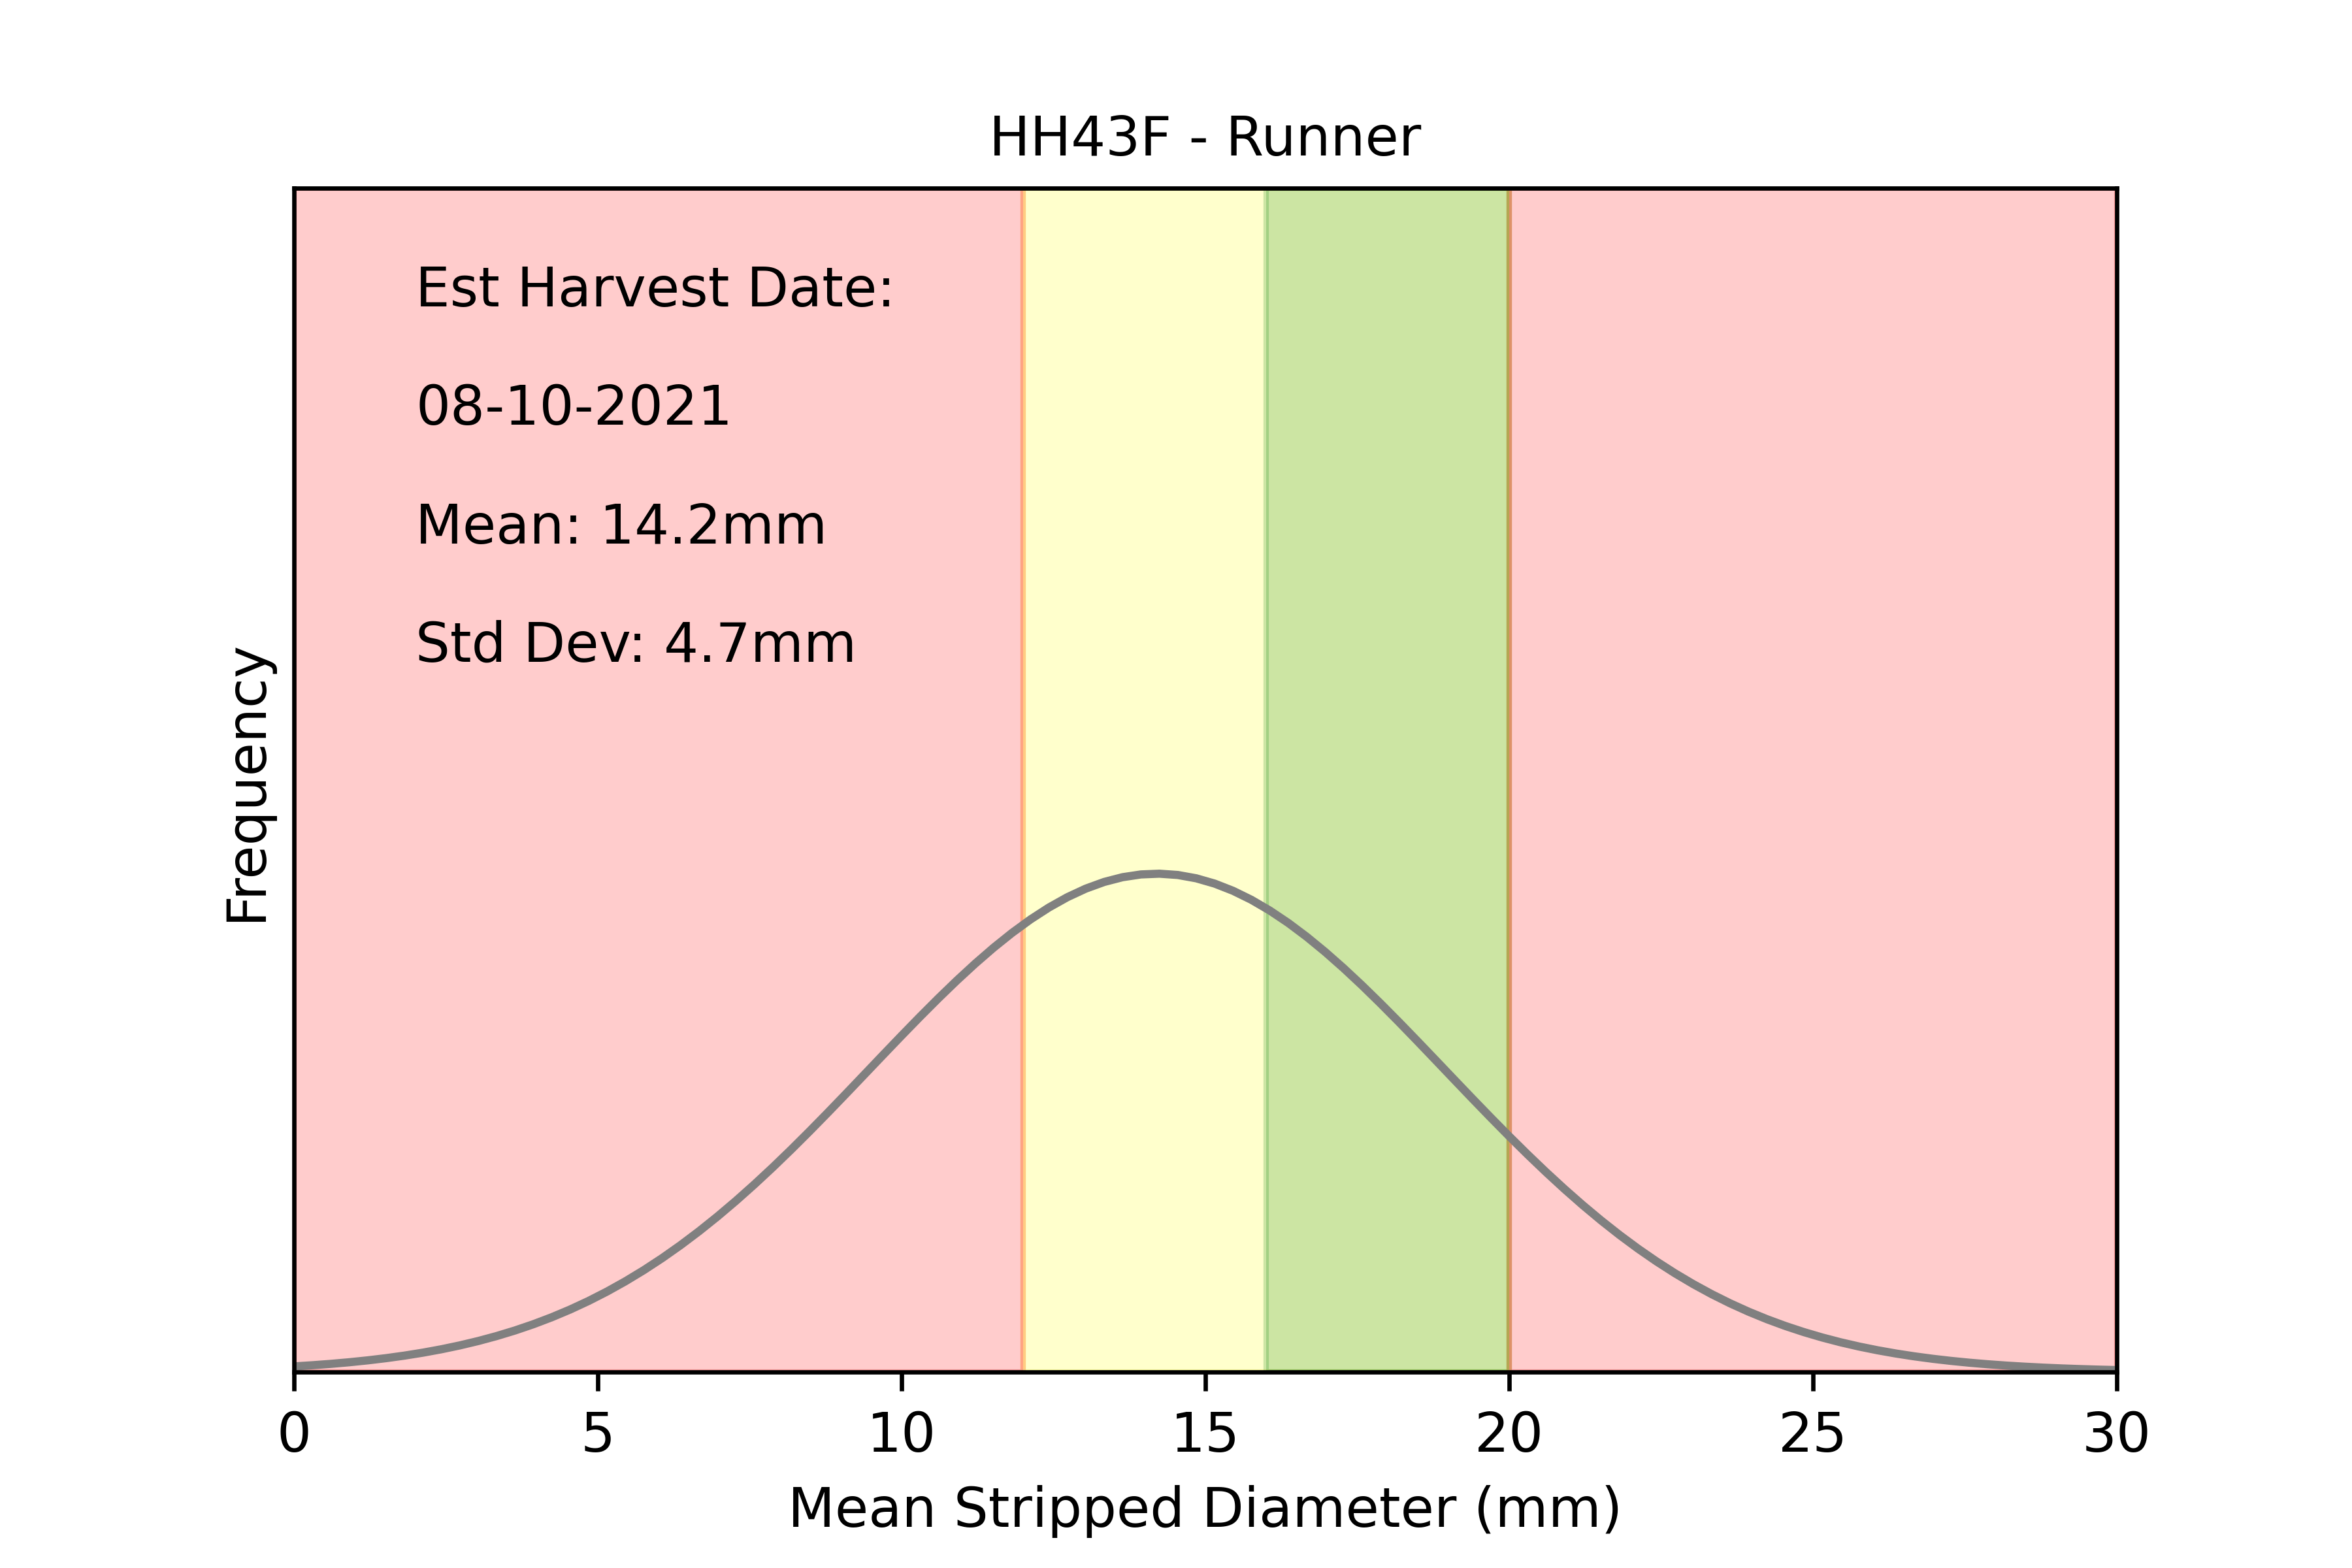 HH43F - Runner
Est Harvest Date:
08-10-2021
Mean: 14.2mm
Std Dev: 4.7mm
Frequency
0 5 10 15 20 25 30
Mean Stripped Diameter (mm)